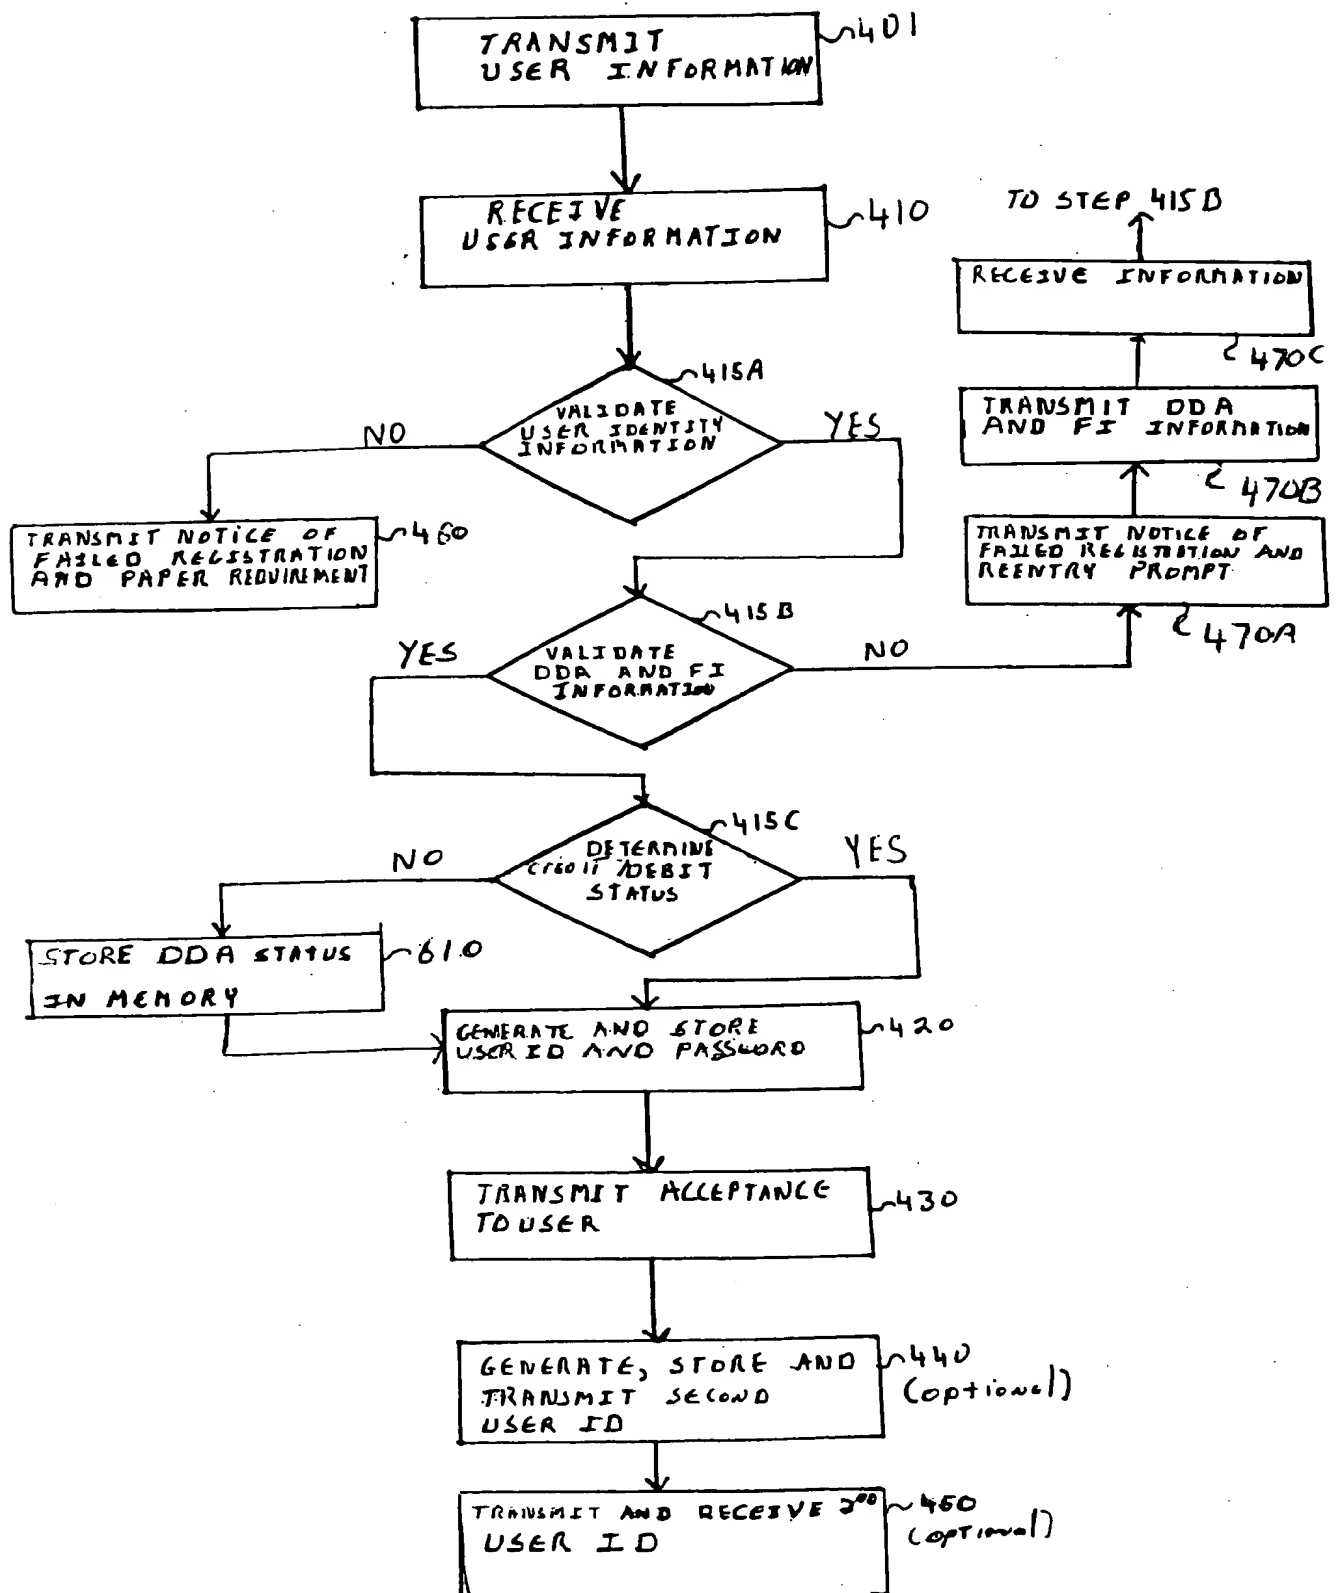 TRANSMIT
USER INFORMATION
401
RECEIVE
USER INFORMATION
410
TO STEP 415B
RECEIVE INFORMATION
470C
415A
VALIDATE
USER IDENTITY
INFORMATION
NO
YES
TRANSMIT DDA
AND FI INFORMATION
470B
TRANSMIT NOTICE OF
FAILED REGISTRATION
AND PAPER REQUIREMENT
460
TRANSMIT NOTICE OF
FAILED REGISTRATION AND
REENTRY PROMPT
470A
415B
VALIDATE
DDA AND FI
INFORMATION
YES
NO
415C
DETERMINE
CREDIT/DEBIT
STATUS
NO
YES
STORE DDA STATUS
IN MEMORY
610
GENERATE AND STORE
USER ID AND PASSWORD
420
TRANSMIT ACCEPTANCE
TO USER
430
GENERATE, STORE AND
TRANSMIT SECOND
USER ID
440
(optional)
TRANSMIT AND RECEIVE 2ND
USER ID
450
(optional)